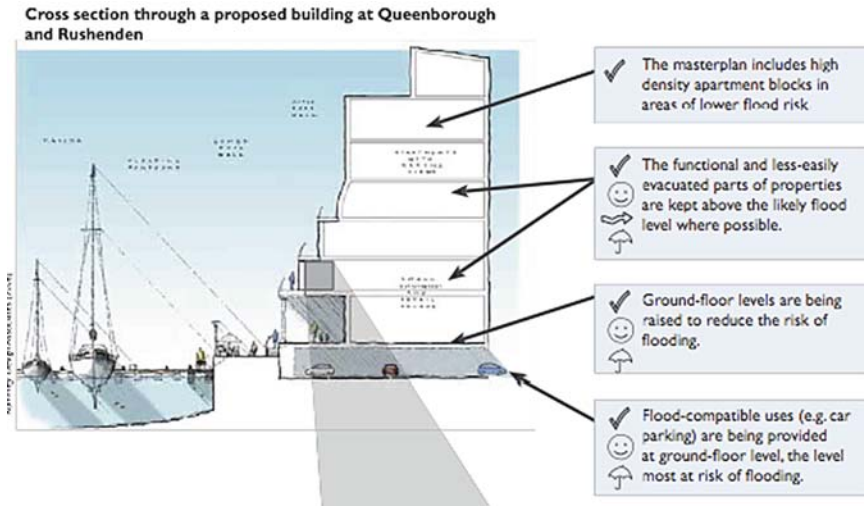 Cross section through a proposed building at Queenborough
and Rushenden
The masterplan includes high
density apartment blocks in
areas of lower flood risk
The functional and less-easily
evacuated parts of properties
are kept above the likely flood
level where possible.
Ground-floor levels are being
raised to reduce the risk of
flooding.
Flood-compatible uses (e.g. car
parking) are being provided
at ground-floor level, the level
most at risk of flooding.